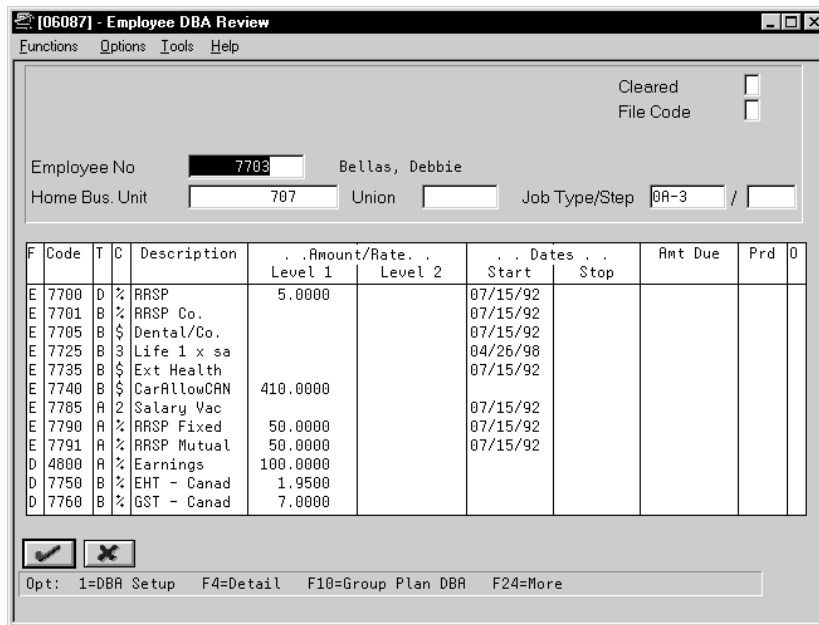 [06087] - Employee DBA Review
Functions Options Tools Help
Cleared
File Code
Employee No 7703 Bellas, Debbie
Home Bus. Unit 707 Union Job Type/Step 0A-3 /
F Code T C Description . .Amount/Rate. . . . Dates . . Amt Due Prd O
Level 1 Level 2 Start Stop
E 7700 D % RRSP 5.0000 07/15/92
E 7701 B % RRSP Co. 07/15/92
E 7705 B $ Dental/Co. 07/15/92
E 7725 B 3 Life 1 x sa 04/26/98
E 7735 B $ Ext Health 07/15/92
E 7740 B $ CarAllowCAN 410.0000
E 7785 A 2 Salary Vac 07/15/92
E 7790 A % RRSP Fixed 50.0000 07/15/92
E 7791 A % RRSP Mutual 50.0000 07/15/92
D 4800 A % Earnings 100.0000
D 7750 B % EHT - Canad 1.9500
D 7760 B % GST - Canad 7.0000
Opt: 1=DBA Setup F4=Detail F10=Group Plan DBA F24=More